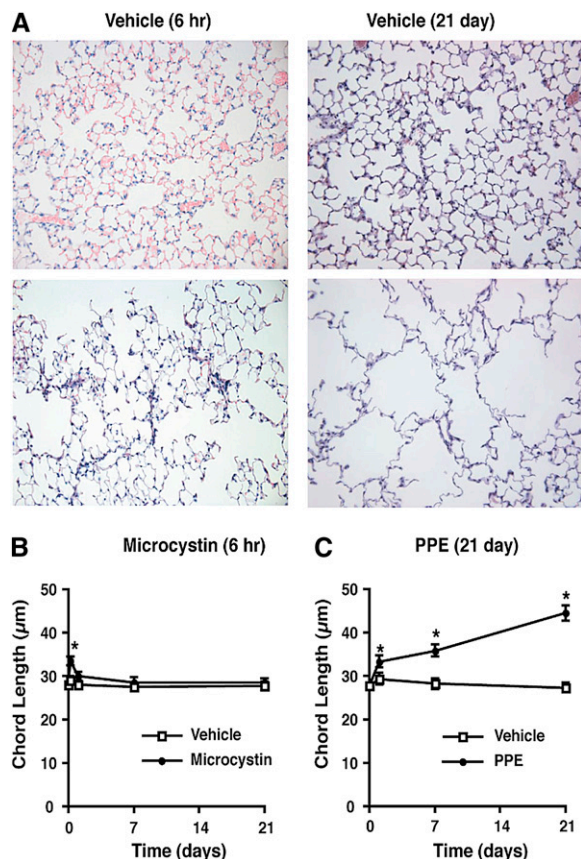 A
Vehicle (6 hr)
Vehicle (21 day)
B
Microcystin (6 hr)
C
PPE (21 day)
50
40
30
20
10
0
Chord Length (µm)
*
Vehicle
Microcystin
0
7
14
21
Time (days)
50
40
30
20
10
0
Chord Length (µm)
*
*
*
Vehicle
PPE
0
7
14
21
Time (days)